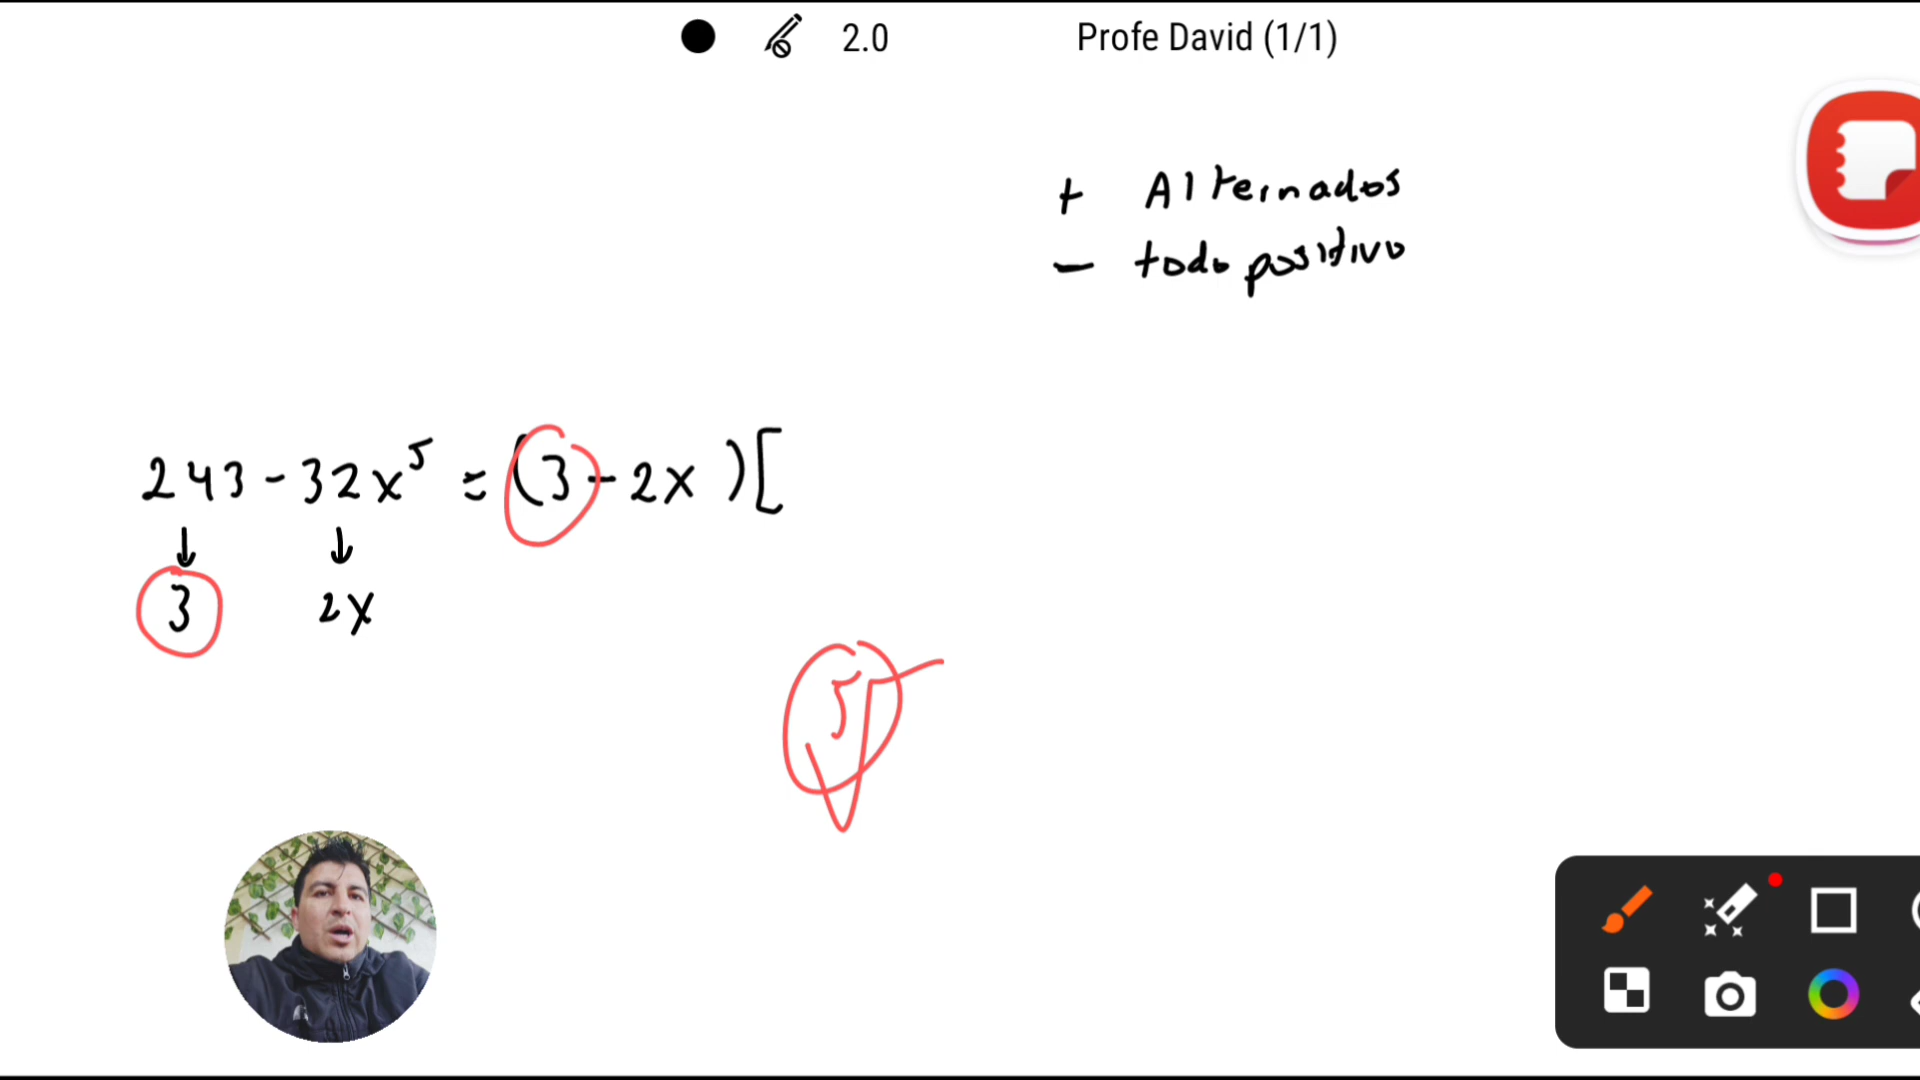 2.0 Profe David (1/1)
+ Alternados
- todo positivo
243 - 32x⁵ = (3 - 2x)[
↓ ↓
3 2x
5